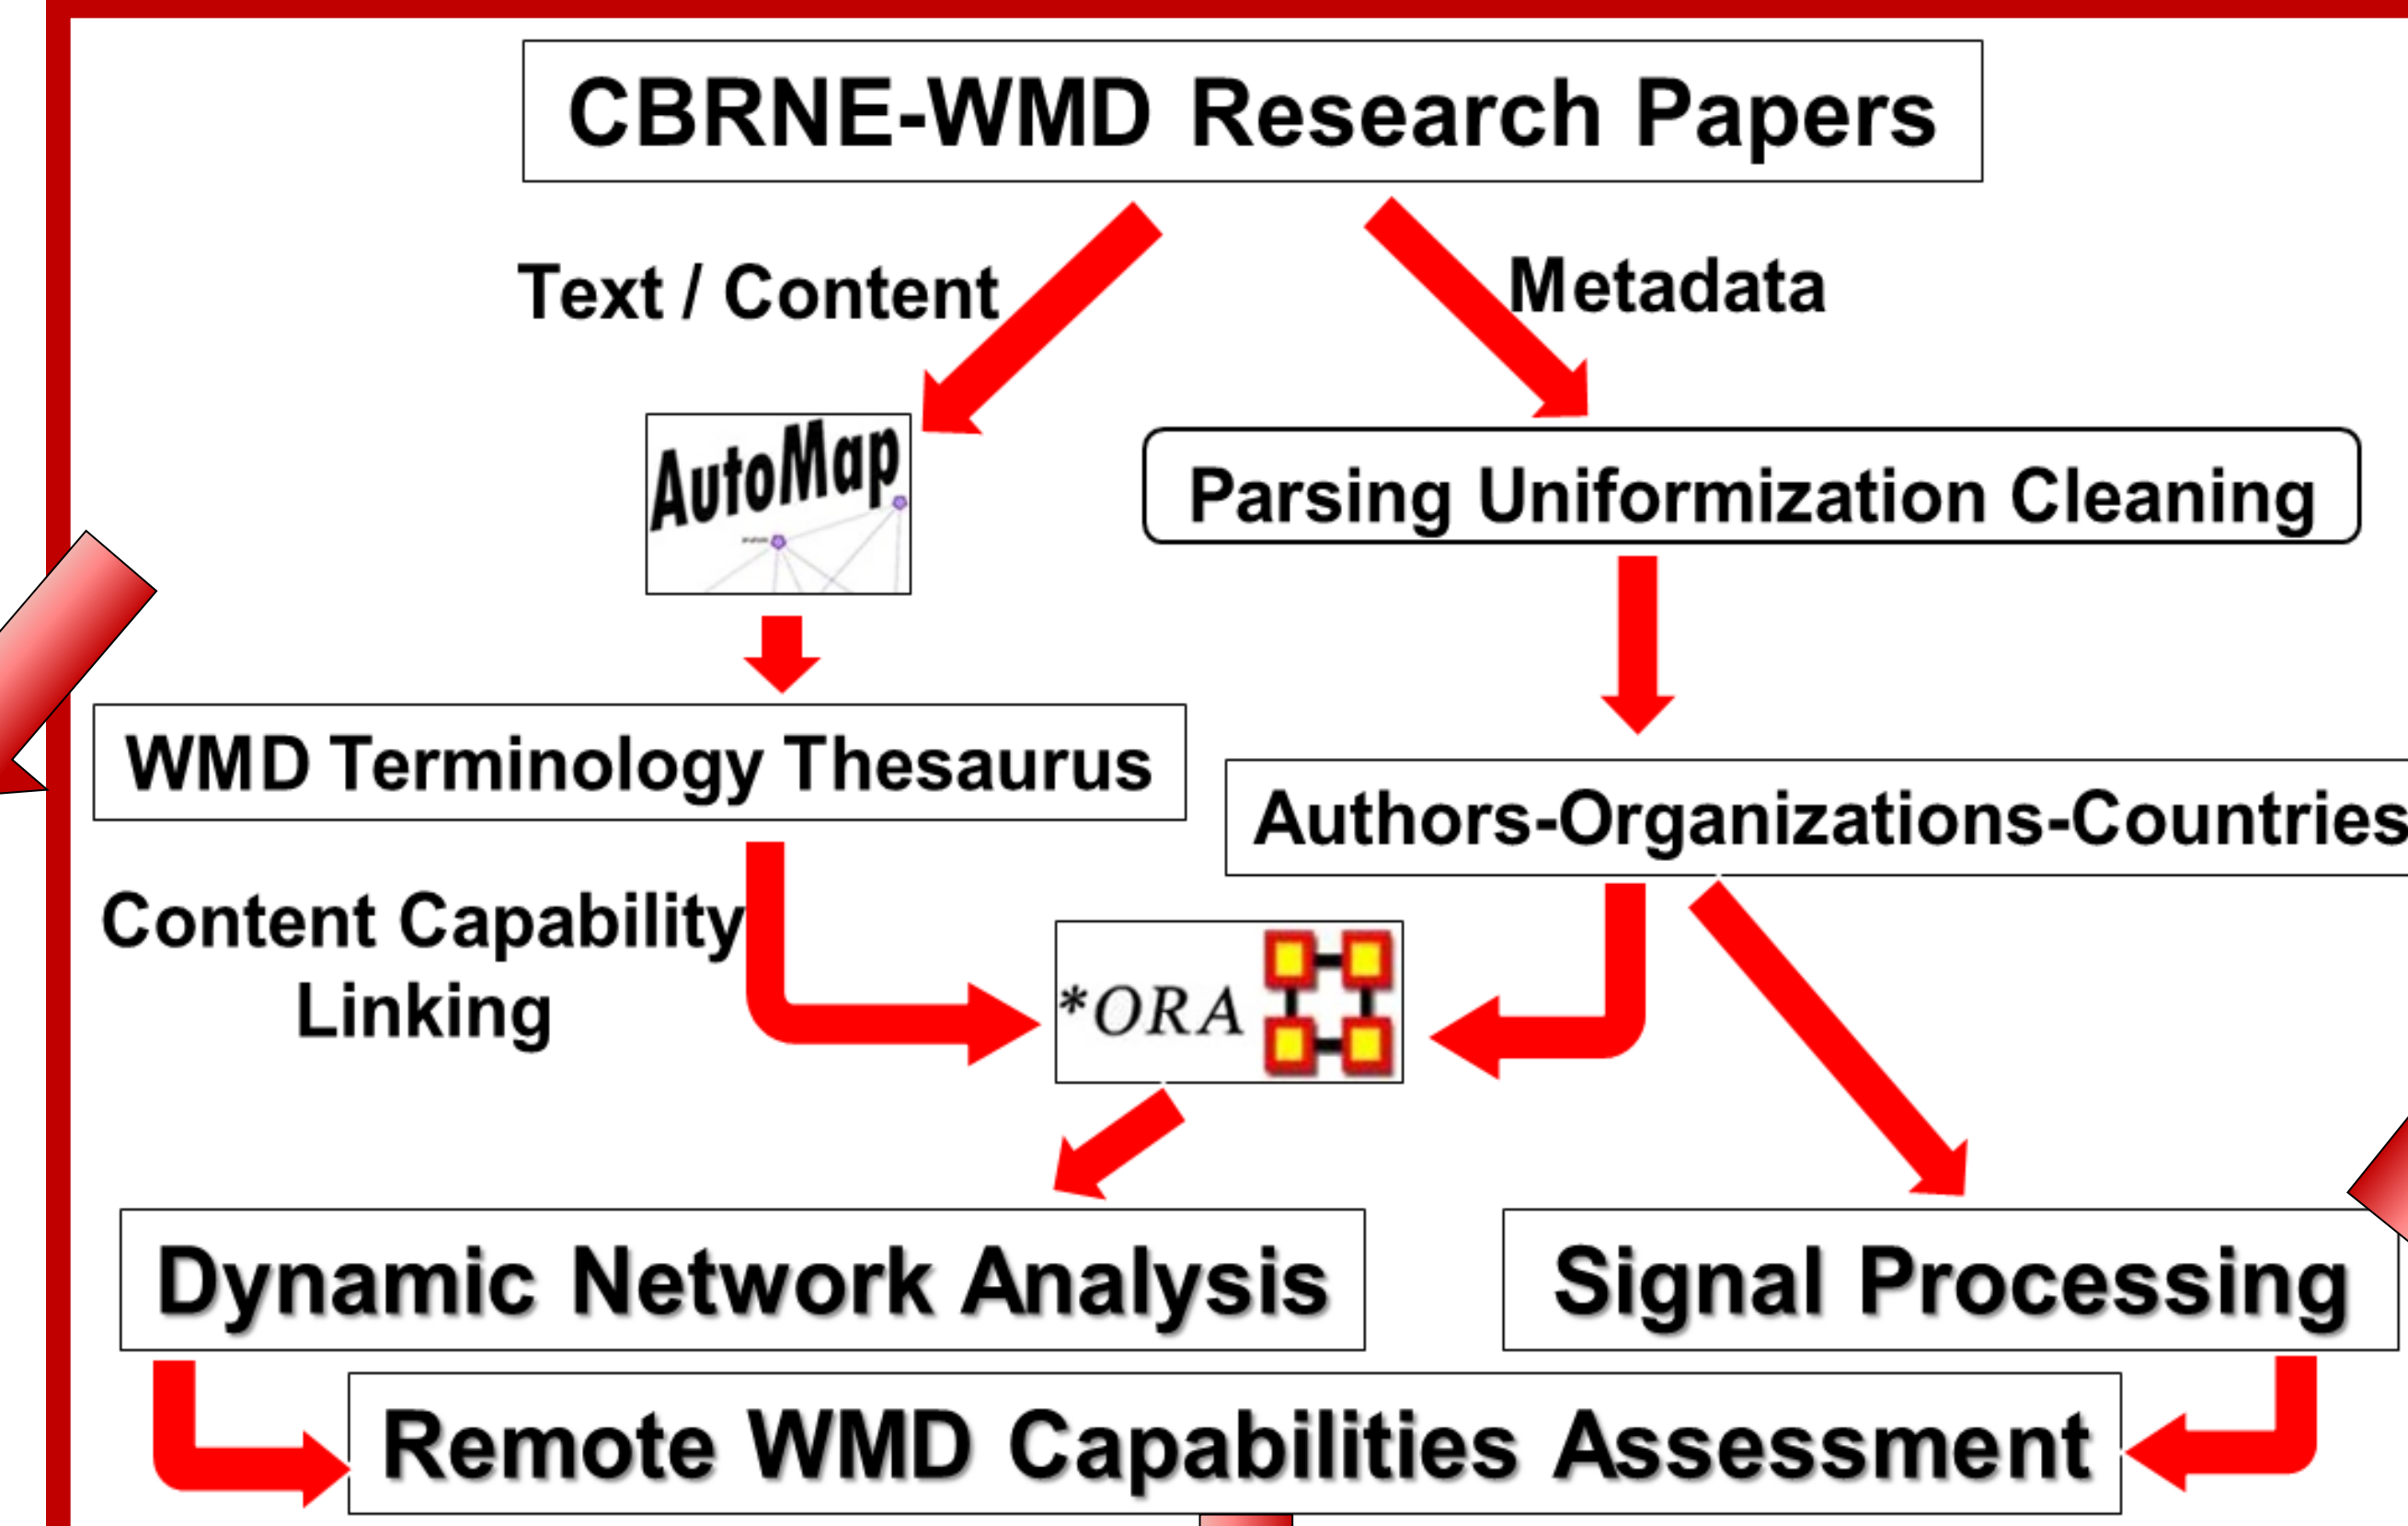 CBRNE-WMD Research Papers
Text / Content
Metadata
AutoMap
Parsing Uniformization Cleaning
WMD Terminology Thesaurus
Authors-Organizations-Countries
Content Capability
Linking
*ORA
Dynamic Network Analysis
Signal Processing
Remote WMD Capabilities Assessment